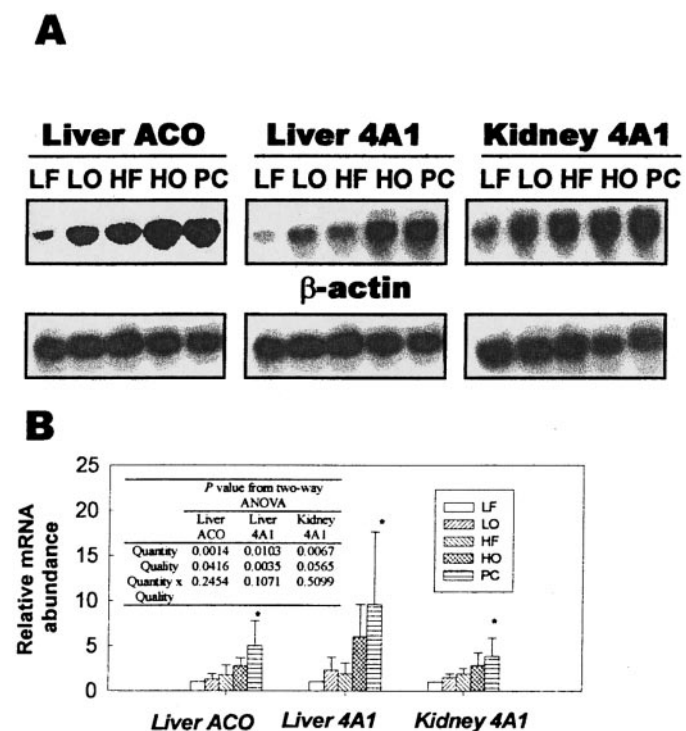 A
Liver ACO Liver 4A1 Kidney 4A1
LF LO HF HO PC LF LO HF HO PC LF LO HF HO PC
β-actin
B
Relative mRNA
abundance
25
20
15
10
5
0
P value from two-way
ANOVA
Liver Liver Kidney
ACO 4A1 4A1
Quantity 0.0014 0.0103 0.0067
Quality 0.0416 0.0035 0.0565
Quantity x 0.2454 0.1071 0.5099
Quality
LF
LO
HF
HO
PC
* * *
Liver ACO Liver 4A1 Kidney 4A1